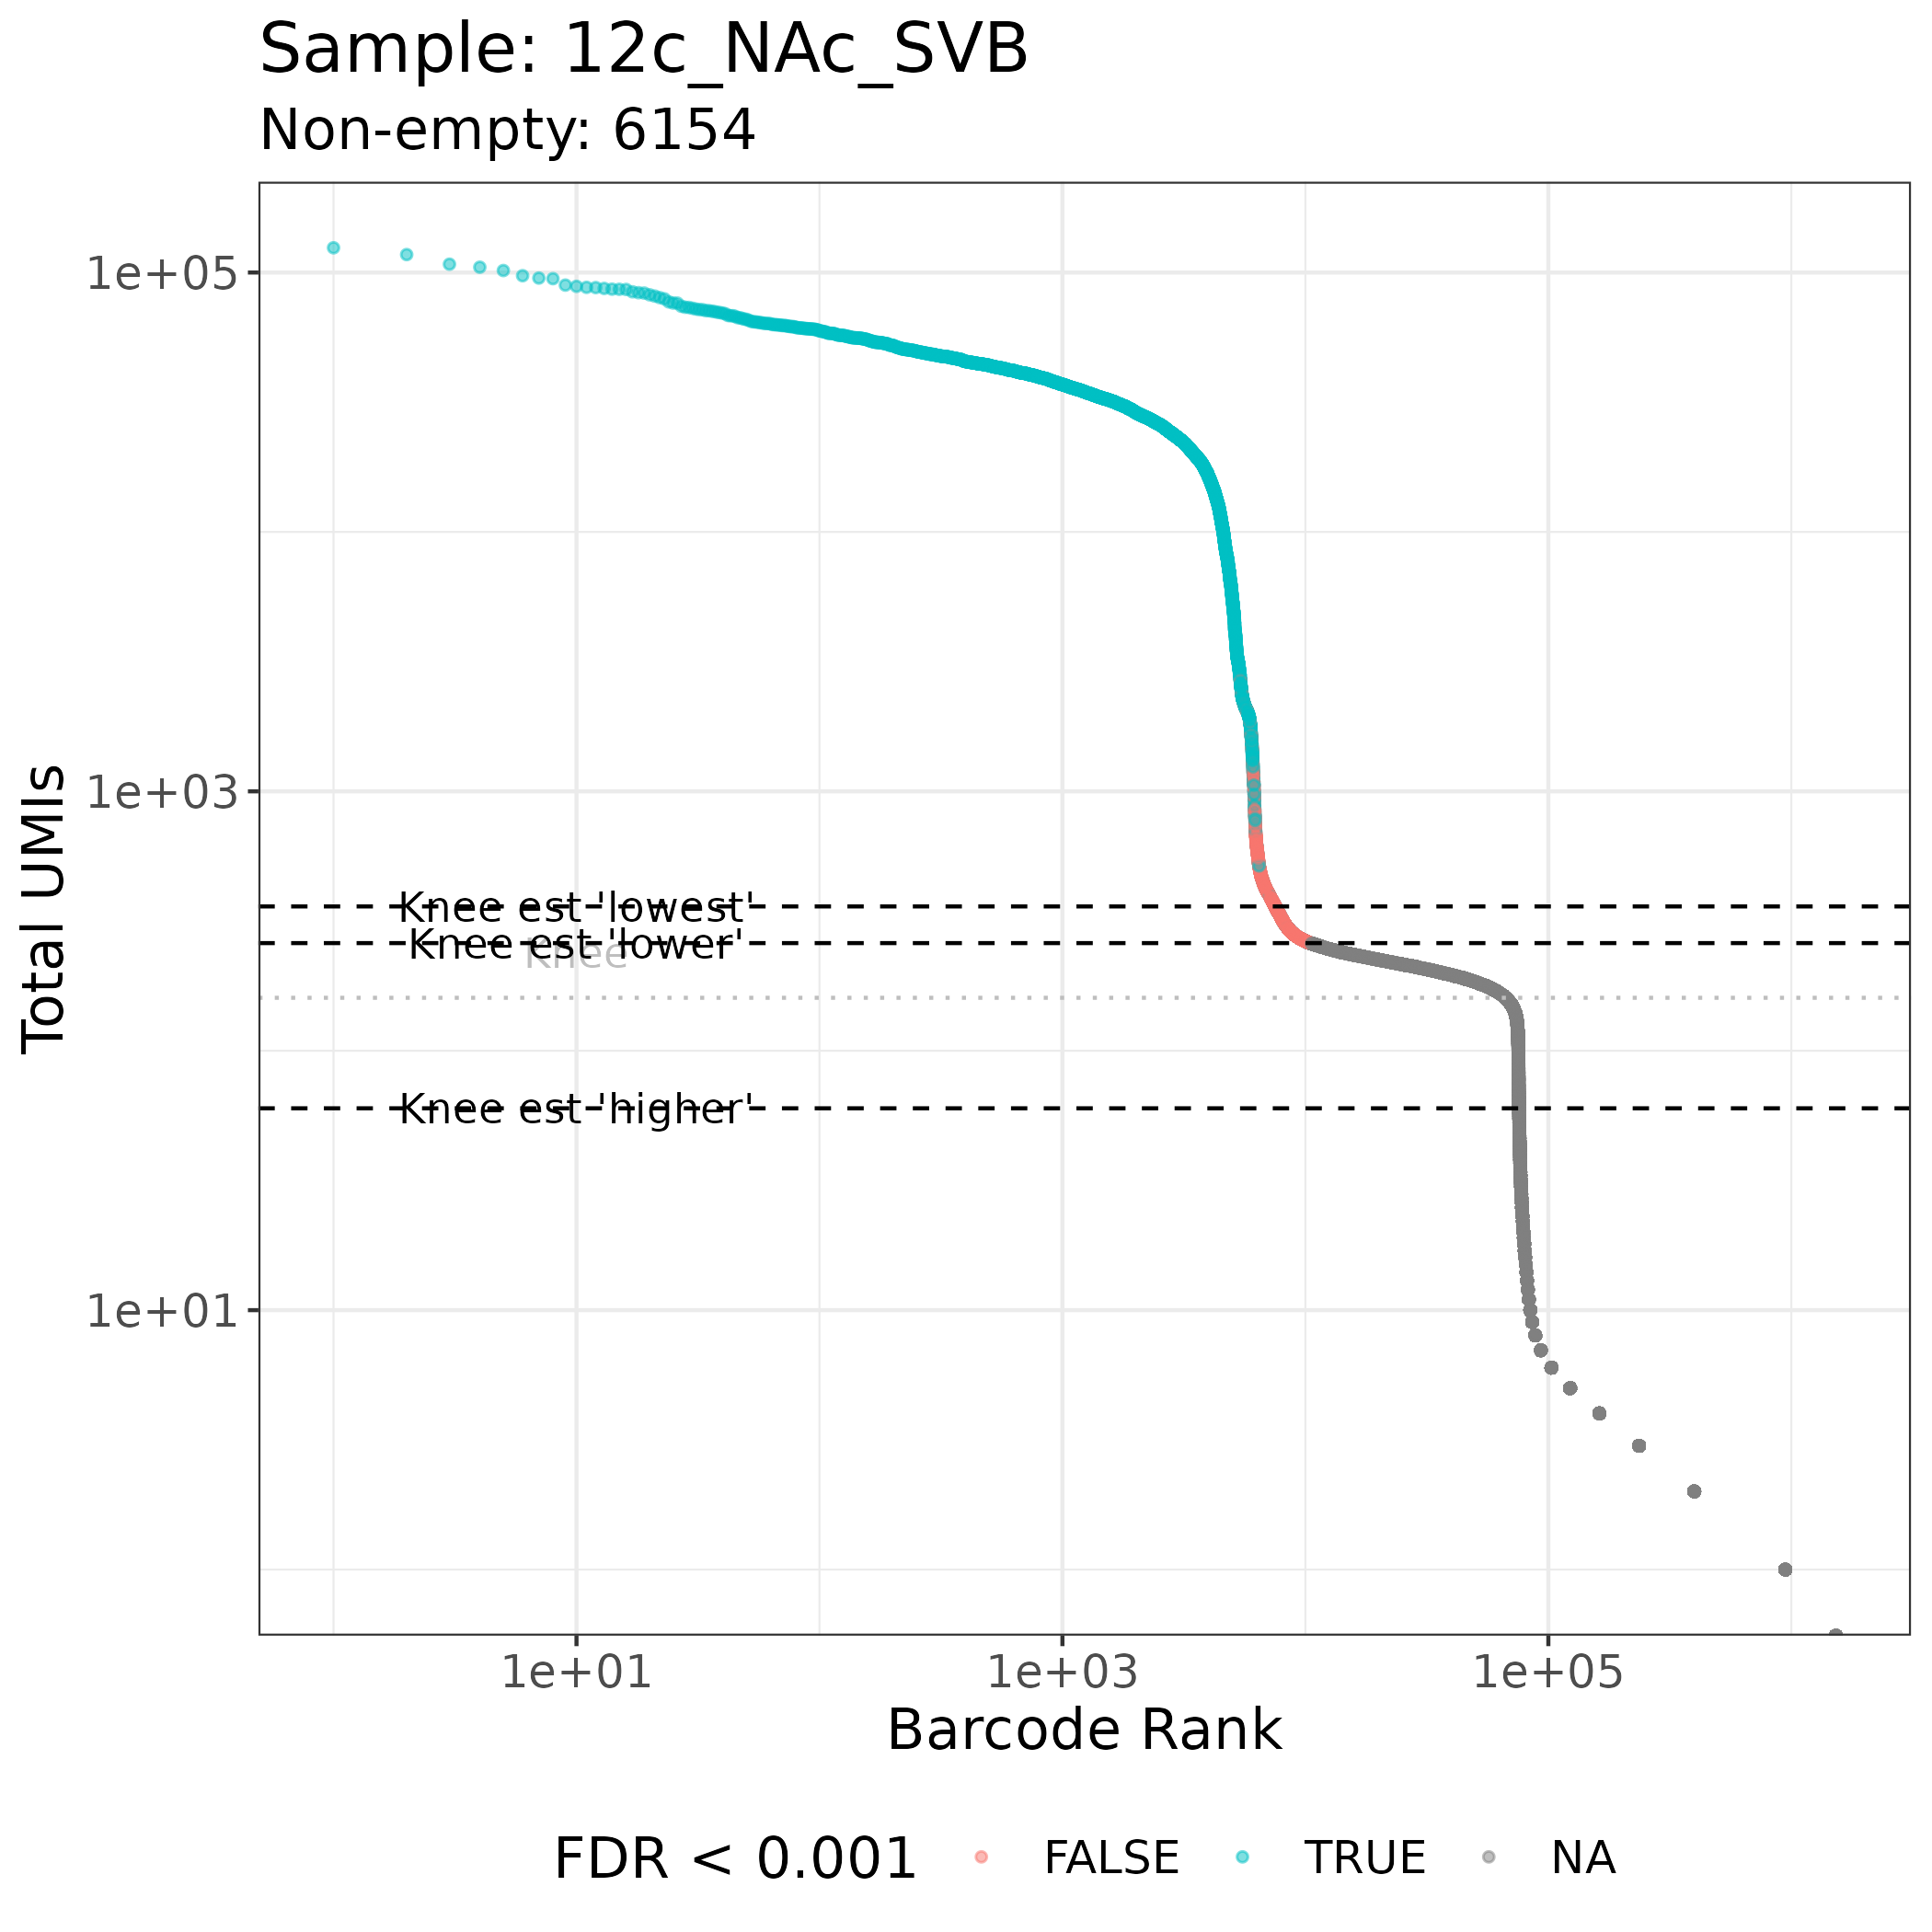 Sample: 12c_NAc_SVB
Non-empty: 6154
Total UMIs
1e+05
1e+03
1e+01
Knee est 'lowest'
Knee est 'lower'
Knee
Knee est 'higher'
1e+01 1e+03 1e+05
Barcode Rank
FDR < 0.001 FALSE TRUE NA